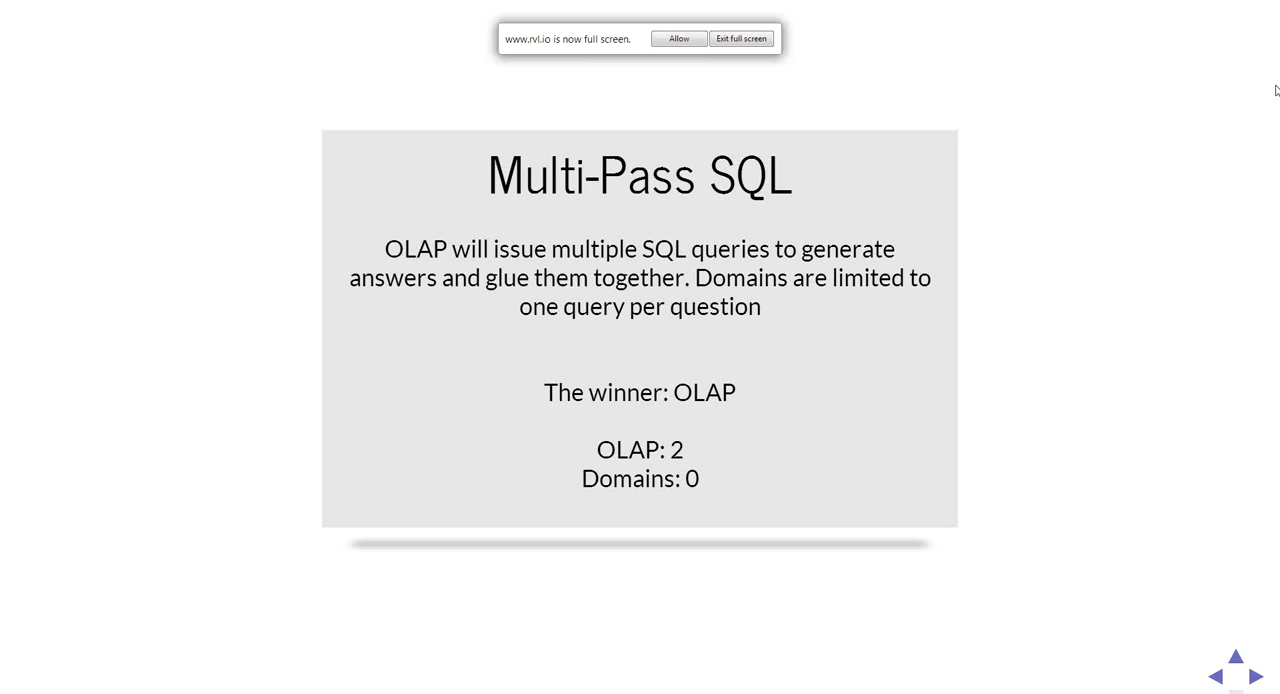 www.rvl.io is now full screen. Allow Exit full screen
Multi-Pass SQL
OLAP will issue multiple SQL queries to generate
answers and glue them together. Domains are limited to
one query per question
The winner: OLAP
OLAP: 2
Domains: 0